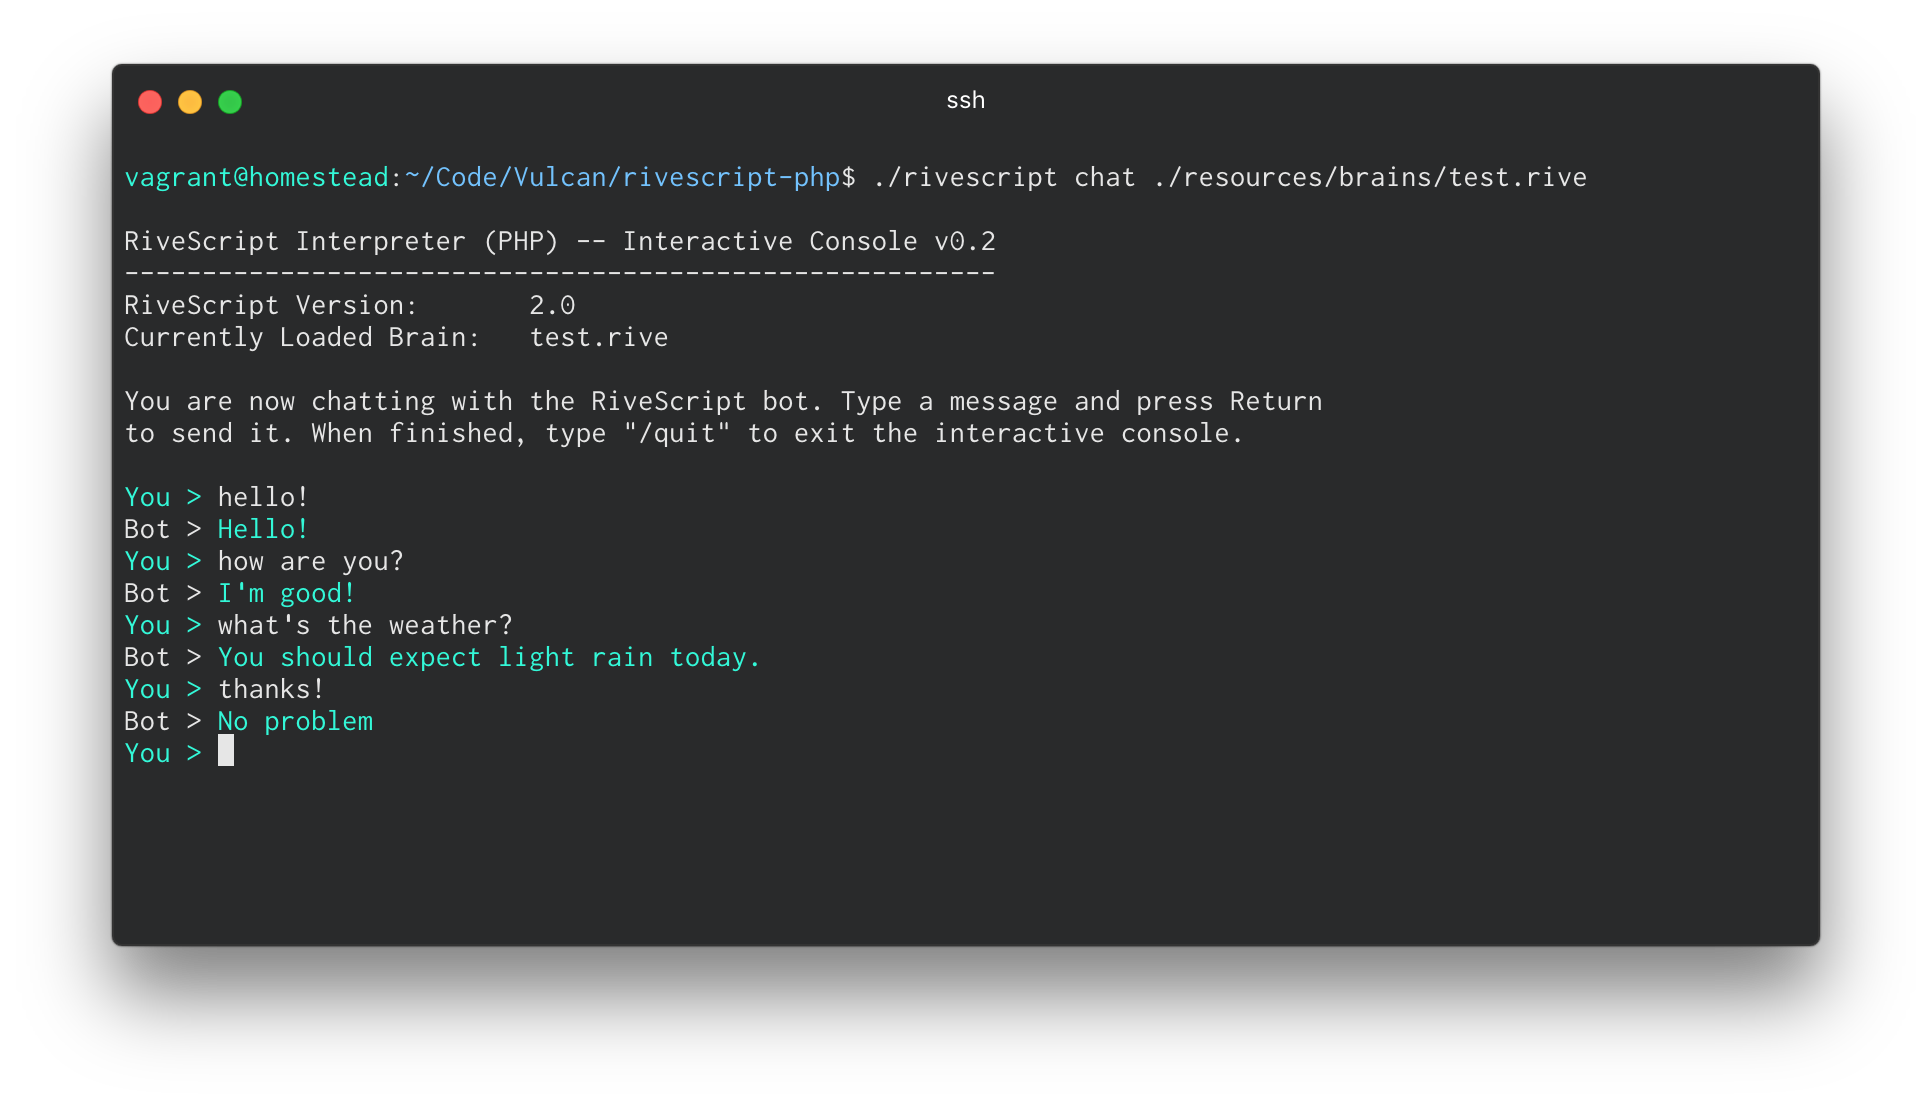 ssh
vagrant@homestead:~/Code/Vulcan/rivescript-php$ ./rivescript chat ./resources/brains/test.rive
RiveScript Interpreter (PHP) -- Interactive Console v0.2
--------------------------------------------------------
RiveScript Version:       2.0
Currently Loaded Brain:   test.rive
You are now chatting with the RiveScript bot. Type a message and press Return
to send it. When finished, type "/quit" to exit the interactive console.
You > hello!
Bot > Hello!
You > how are you?
Bot > I'm good!
You > what's the weather?
Bot > You should expect light rain today.
You > thanks!
Bot > No problem
You >